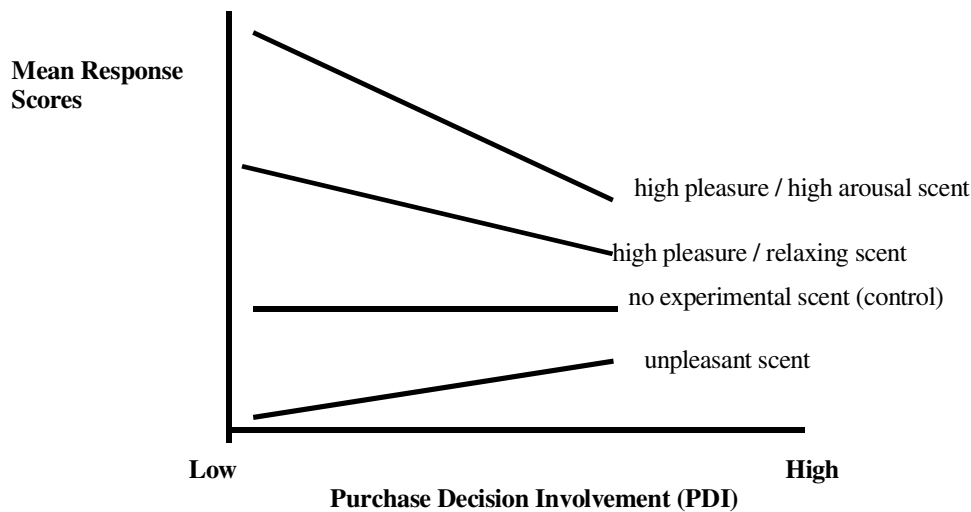 Mean Response
Scores
high pleasure / high arousal scent
high pleasure / relaxing scent
no experimental scent (control)
unpleasant scent
Low
High
Purchase Decision Involvement (PDI)